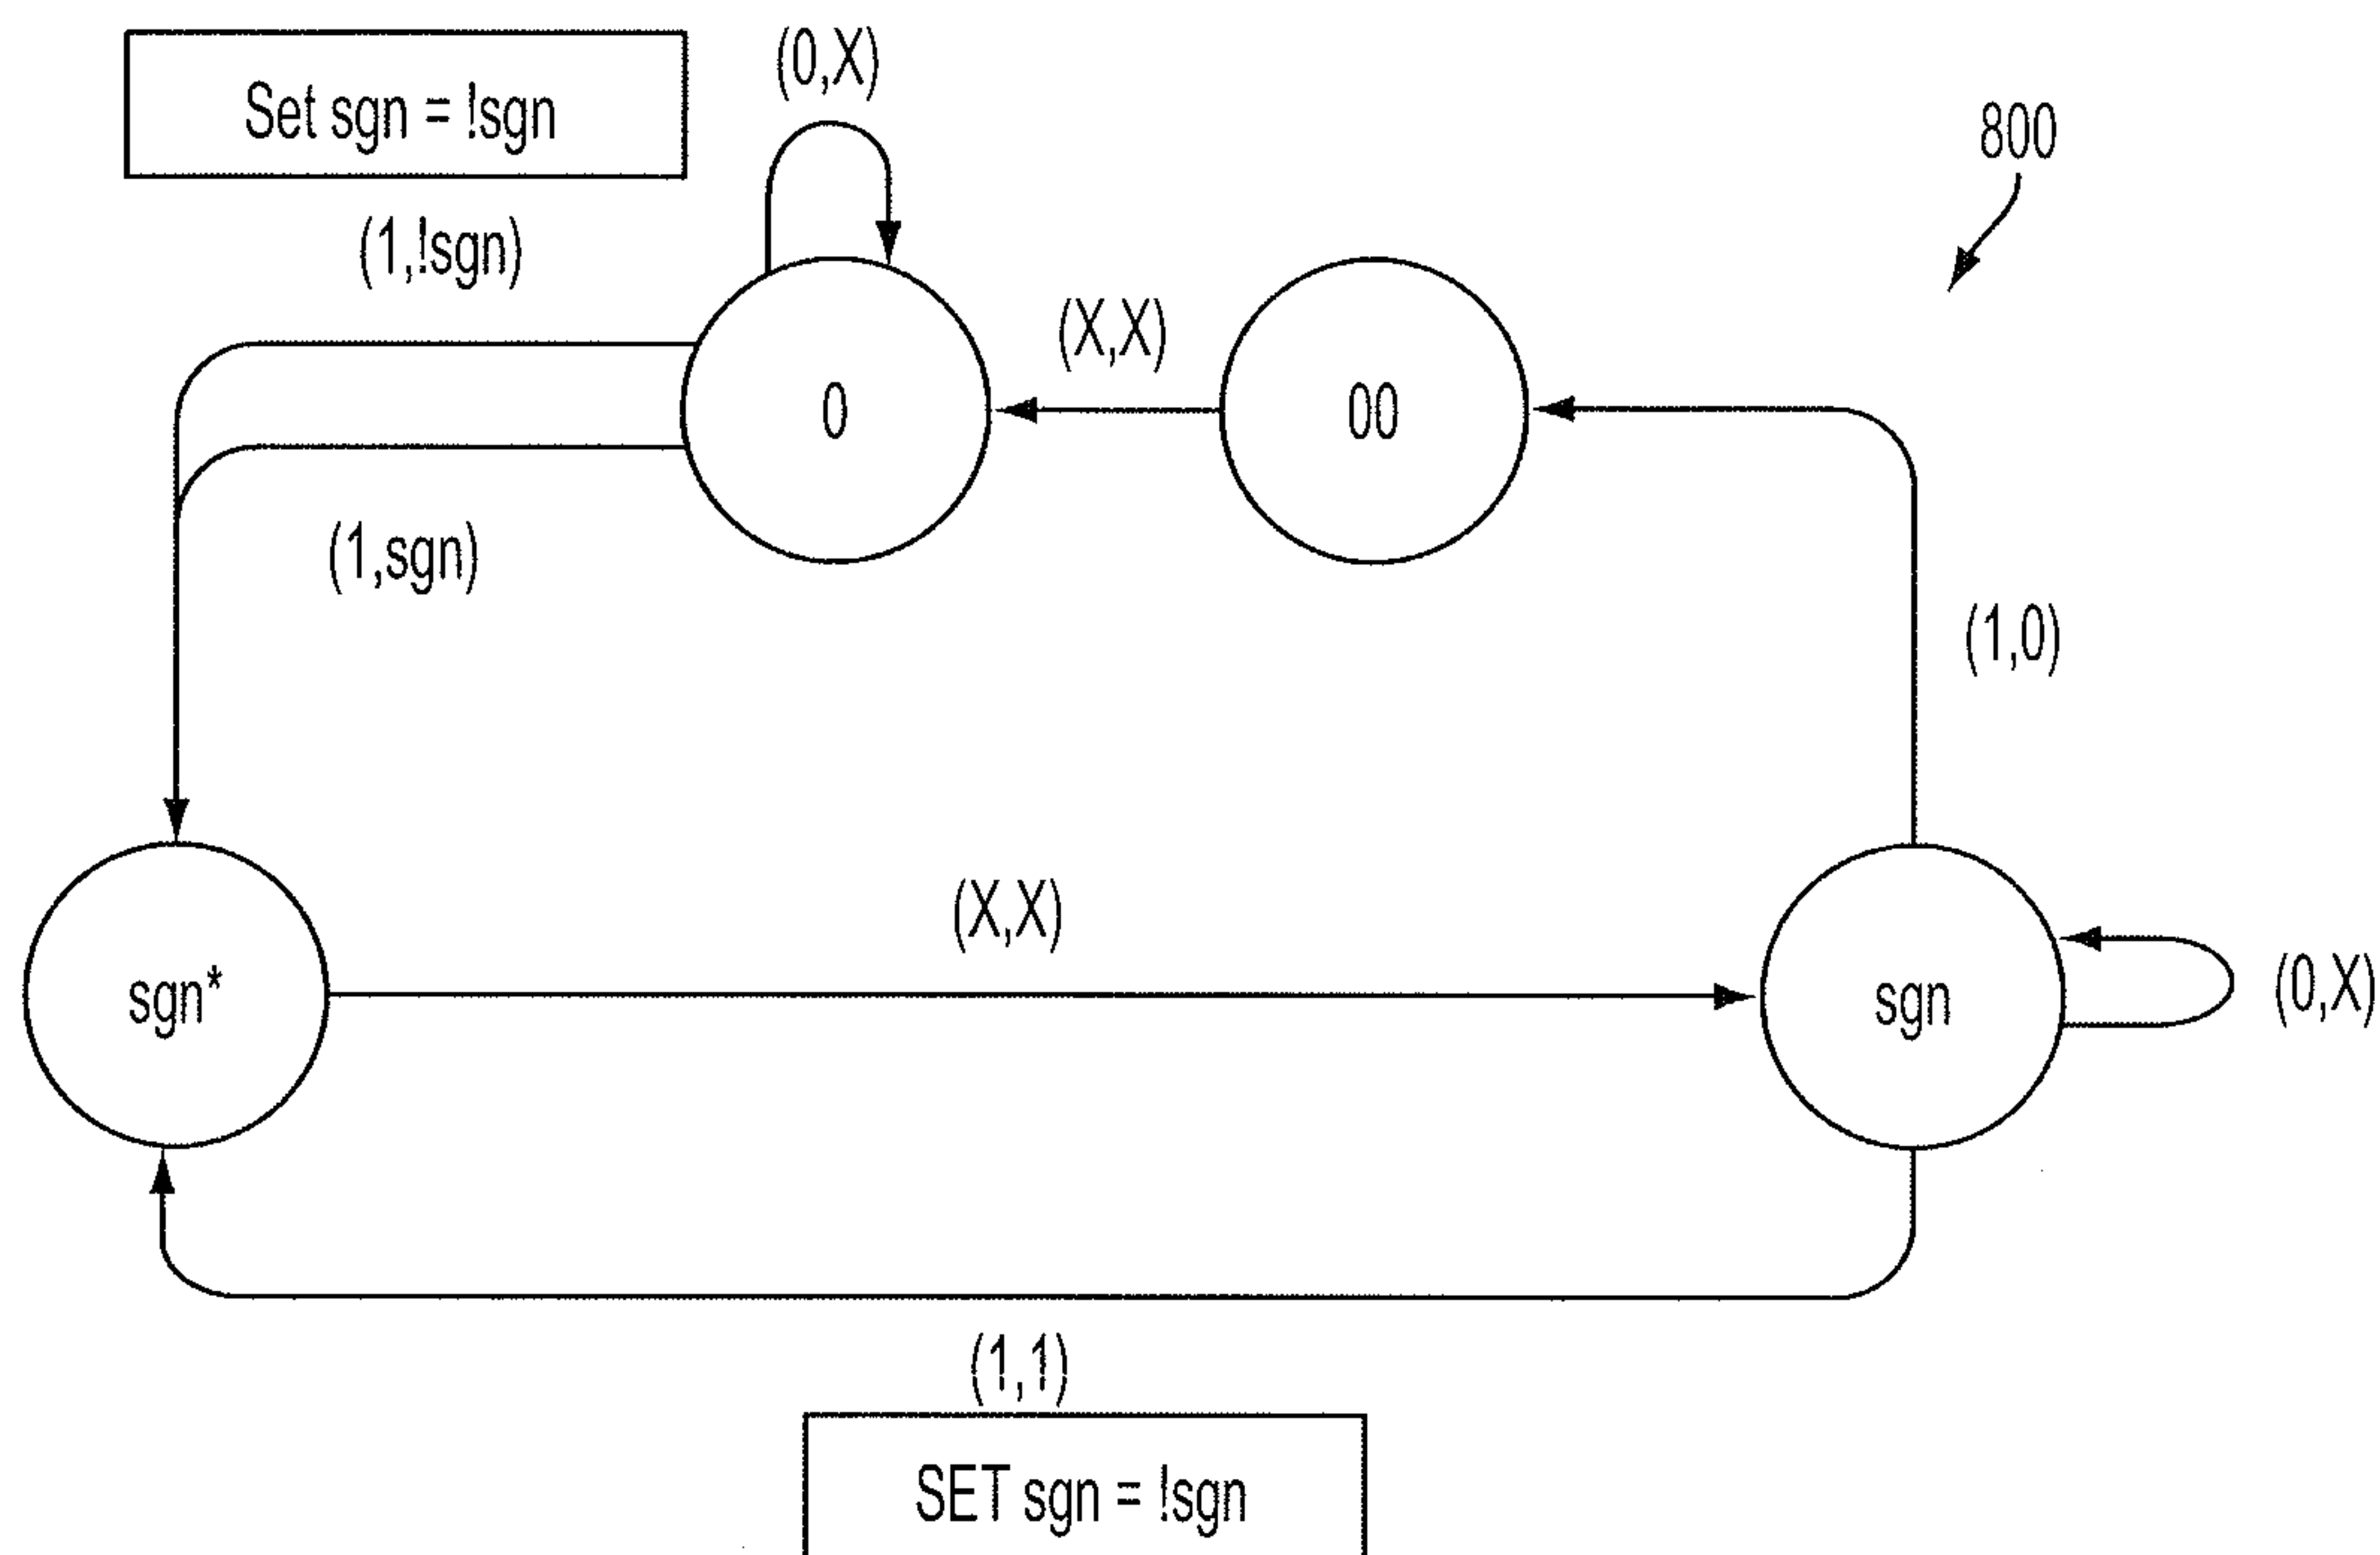 (0,X)
Set sgn = !sgn
800
(1,!sgn)
(X,X)
0
00
(1,sgn)
(1,0)
(X,X)
sgn*
sgn
(0,X)
(1,1)
SET sgn = !sgn